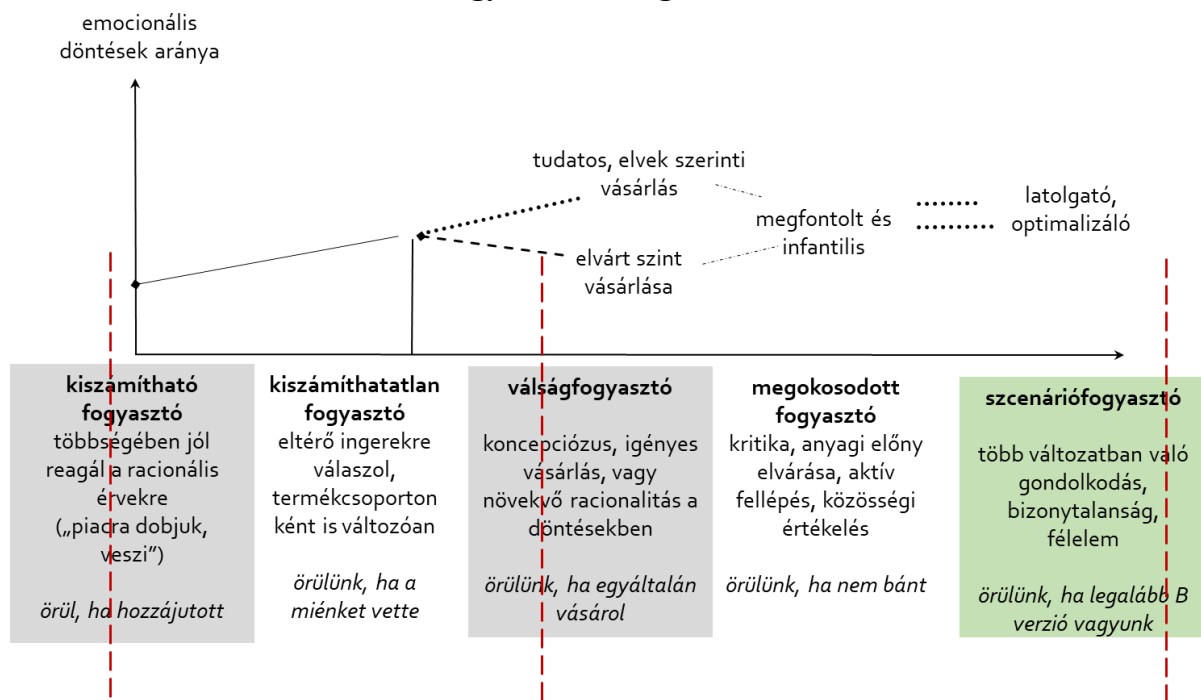 emocionális
döntések aránya
tudatos, elvek szerinti
vásárlás
megfontolt és
infantilis
latolgató,
optimalizáló
elvárt szint
vásárlása
kiszámítható
fogyasztó
többségében jól
reagál a racionális
érvekre
(„piacra dobjuk,
veszi”)
örül, ha hozzájutott
kiszámíthatatlan
fogyasztó
eltérő ingerekre
válaszol,
termékcsoporton
ként is változóan
örülünk, ha a
miénket vette
válságfogyasztó
koncepciózus, igényes
vásárlás, vagy
növekvő racionalitás a
döntésekben
örülünk, ha egyáltalán
vásárol
megokosodott
fogyasztó
kritika, anyagi előny
elvárása, aktív
fellépés, közösségi
értékelés
örülünk, ha nem bánt
szcenáriófogyasztó
több változatban való
gondolkodás,
bizonytalanság,
félelem
örülünk, ha legalább B
verzió vagyunk